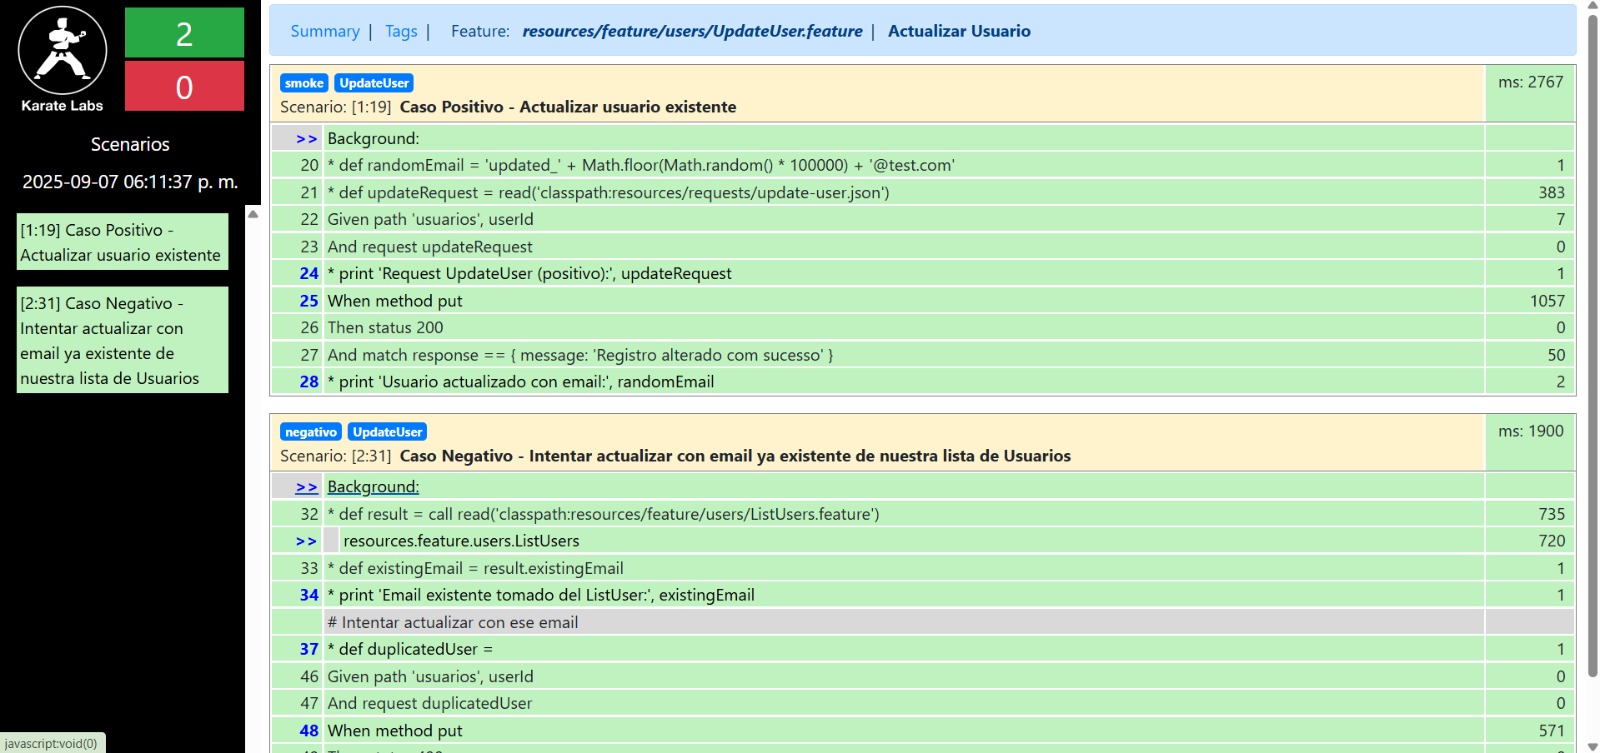 Karate Labs
2
0
Scenarios
2025-09-07 06:11:37 p. m.
[1:19] Caso Positivo -
Actualizar usuario existente
[2:31] Caso Negativo -
Intentar actualizar con
email ya existente de
nuestra lista de Usuarios
javascript:void(0)
Summary | Tags | Feature: resources/feature/users/UpdateUser.feature | Actualizar Usuario
smoke UpdateUser ms: 2767
Scenario: [1:19] Caso Positivo - Actualizar usuario existente
>> Background:
20 * def randomEmail = 'updated_' + Math.floor(Math.random() * 100000) + '@test.com' 1
21 * def updateRequest = read('classpath:resources/requests/update-user.json') 383
22 Given path 'usuarios', userId 7
23 And request updateRequest 0
24 * print 'Request UpdateUser (positivo):', updateRequest 1
25 When method put 1057
26 Then status 200 0
27 And match response == { message: 'Registro alterado com sucesso' } 50
28 * print 'Usuario actualizado con email:', randomEmail 2
negativo UpdateUser ms: 1900
Scenario: [2:31] Caso Negativo - Intentar actualizar con email ya existente de nuestra lista de Usuarios
>> Background:
32 * def result = call read('classpath:resources/feature/users/ListUsers.feature') 735
>> resources.feature.users.ListUsers 720
33 * def existingEmail = result.existingEmail 1
34 * print 'Email existente tomado del ListUser:', existingEmail 1
# Intentar actualizar con ese email
37 * def duplicatedUser = 1
46 Given path 'usuarios', userId 0
47 And request duplicatedUser 0
48 When method put 571